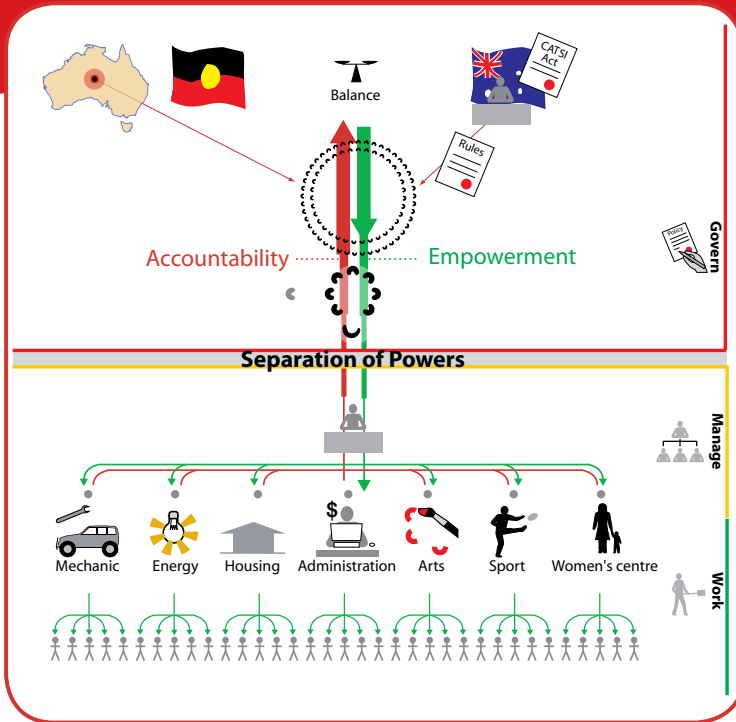 CATSI
Act
Balance
Rules
Policy
Govern
Accountability
Empowerment
Separation of Powers
Manage
$
Mechanic
Energy
Housing
Administration
Arts
Sport
Women's centre
Work